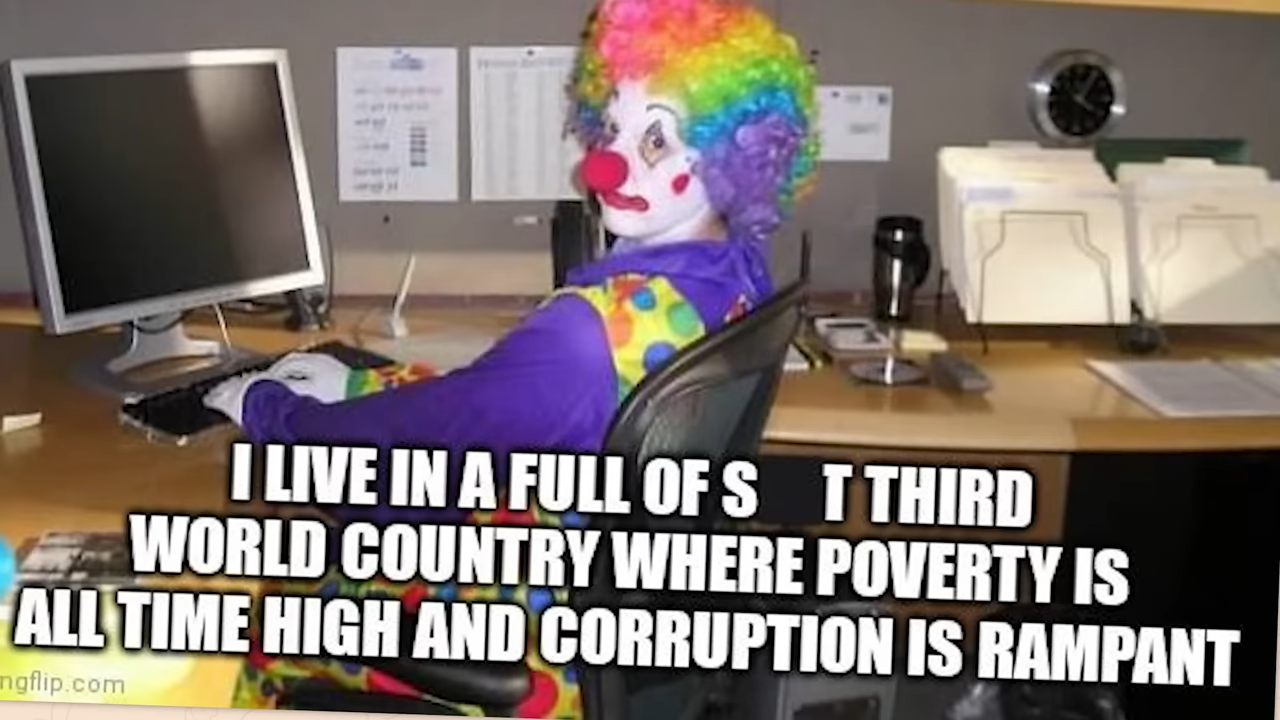 I LIVE IN A FULL OF S T THIRD
WORLD COUNTRY WHERE POVERTY IS
ALL TIME HIGH AND CORRUPTION IS RAMPANT
ngflip.com